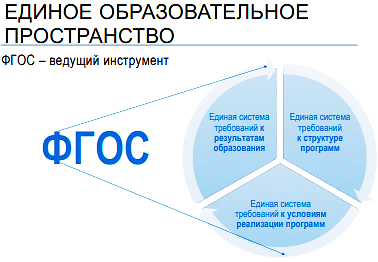 ЕДИНОЕ ОБРАЗОВАТЕЛЬНОЕ
ПРОСТРАНСТВО
ФГОС – ведущий инструмент
ФГОС
Единая система
требований к
результатам
образования
Единая система
требований
к структуре
программ
Единая система
требований к условиям
реализации программ